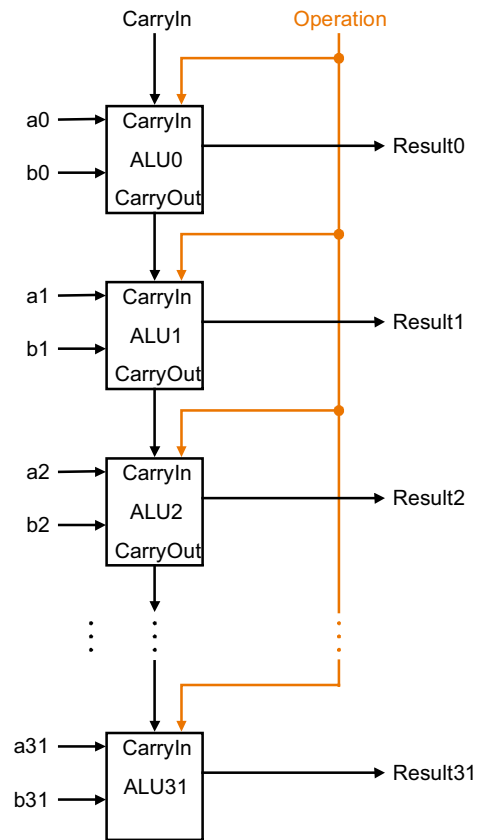 CarryIn
Operation
a0
CarryIn
b0
ALU0
CarryOut
Result0
a1
CarryIn
b1
ALU1
CarryOut
Result1
a2
CarryIn
b2
ALU2
CarryOut
Result2
a31
CarryIn
b31
ALU31
Result31